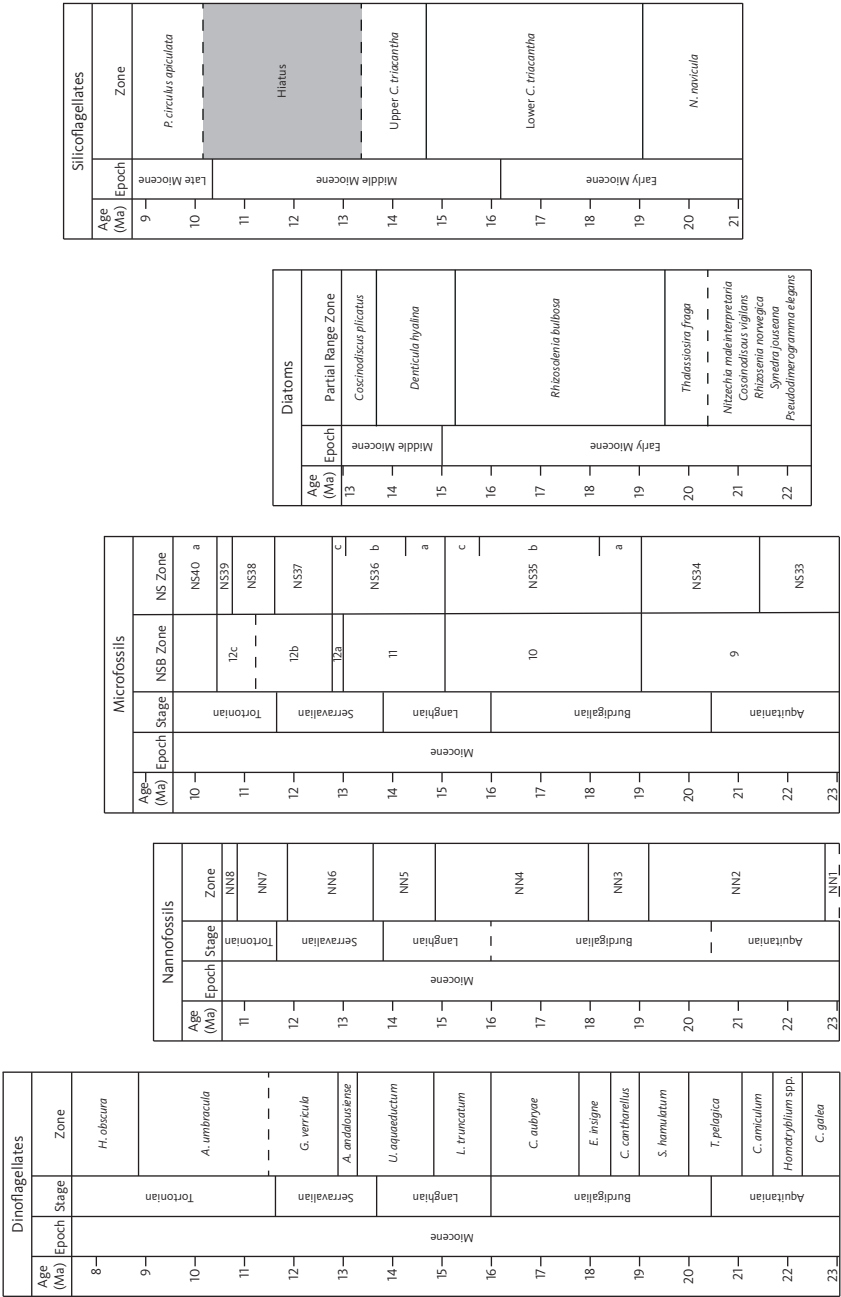 Dinoflagellates
Age
(Ma)
Epoch
Stage
Zone
8
9
10
11
12
13
14
15
16
17
18
19
20
21
22
23
Miocene
Tortonian
Serravalian
Langhian
Burdigalian
Aquitanian
H. obscura
A. umbracula
G. verricula
A. andalousiense
U. aquaeductum
L. truncatum
C. aubryae
E. insigne
C. cantharellus
S. hamulatum
T. pelagica
C. amiculum
Homotryblium spp.
C. galea
Nannofossils
Age
(Ma)
Epoch
Stage
Zone
11
12
13
14
15
16
17
18
19
20
21
22
23
Miocene
Tortonian
Serravalian
Langhian
Burdigalian
Aquitanian
NN8
NN7
NN6
NN5
NN4
NN3
NN2
NN1
Microfossils
Age
(Ma)
Epoch
Stage
NSB Zone
NS Zone
10
11
12
13
14
15
16
17
18
19
20
21
22
23
Miocene
Tortonian
Serravalian
Langhian
Burdigalian
Aquitanian
12c
12b
12a
11
10
9
NS40 a
NS39
NS38
NS37
NS36
c
b
a
NS35
c
b
a
NS34
NS33
Diatoms
Age
(Ma)
Epoch
Partial Range Zone
13
14
15
16
17
18
19
20
21
22
Middle Miocene
Early Miocene
Coscinodiscus plicatus
Denticula hyalina
Rhizosolenia bulbosa
Thalassiosira fraga
Nitzechia maleinterpretaria
Cosoinodisous vigilans
Rhizosenia norwegica
Synedra jouseana
Pseudodimerogramma elegans
Silicoflagellates
Age
(Ma)
Epoch
Zone
9
10
11
12
13
14
15
16
17
18
19
20
21
Late Miocene
Middle Miocene
Early Miocene
P. circulus apiculata
Hiatus
Upper C. triacantha
Lower C. triacantha
N. navicula